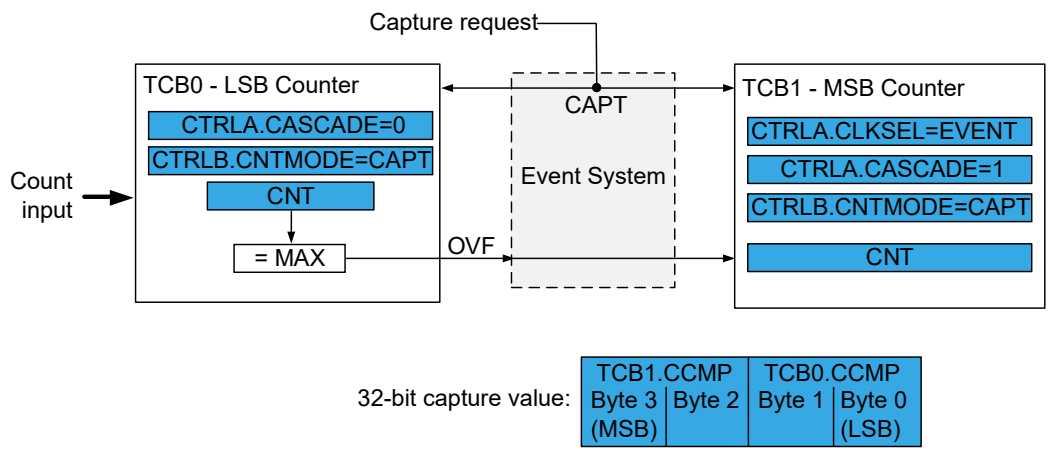 Capture request
TCB0 - LSB Counter
CTRLA.CASCADE=0
CTRLB.CNTMODE=CAPT
CNT
= MAX
Count
input
OVF
CAPT
Event System
TCB1 - MSB Counter
CTRLA.CLKSEL=EVENT
CTRLA.CASCADE=1
CTRLB.CNTMODE=CAPT
CNT
32-bit capture value:
TCB1.CCMP TCB0.CCMP
Byte 3 Byte 2 Byte 1 Byte 0
(MSB) (LSB)